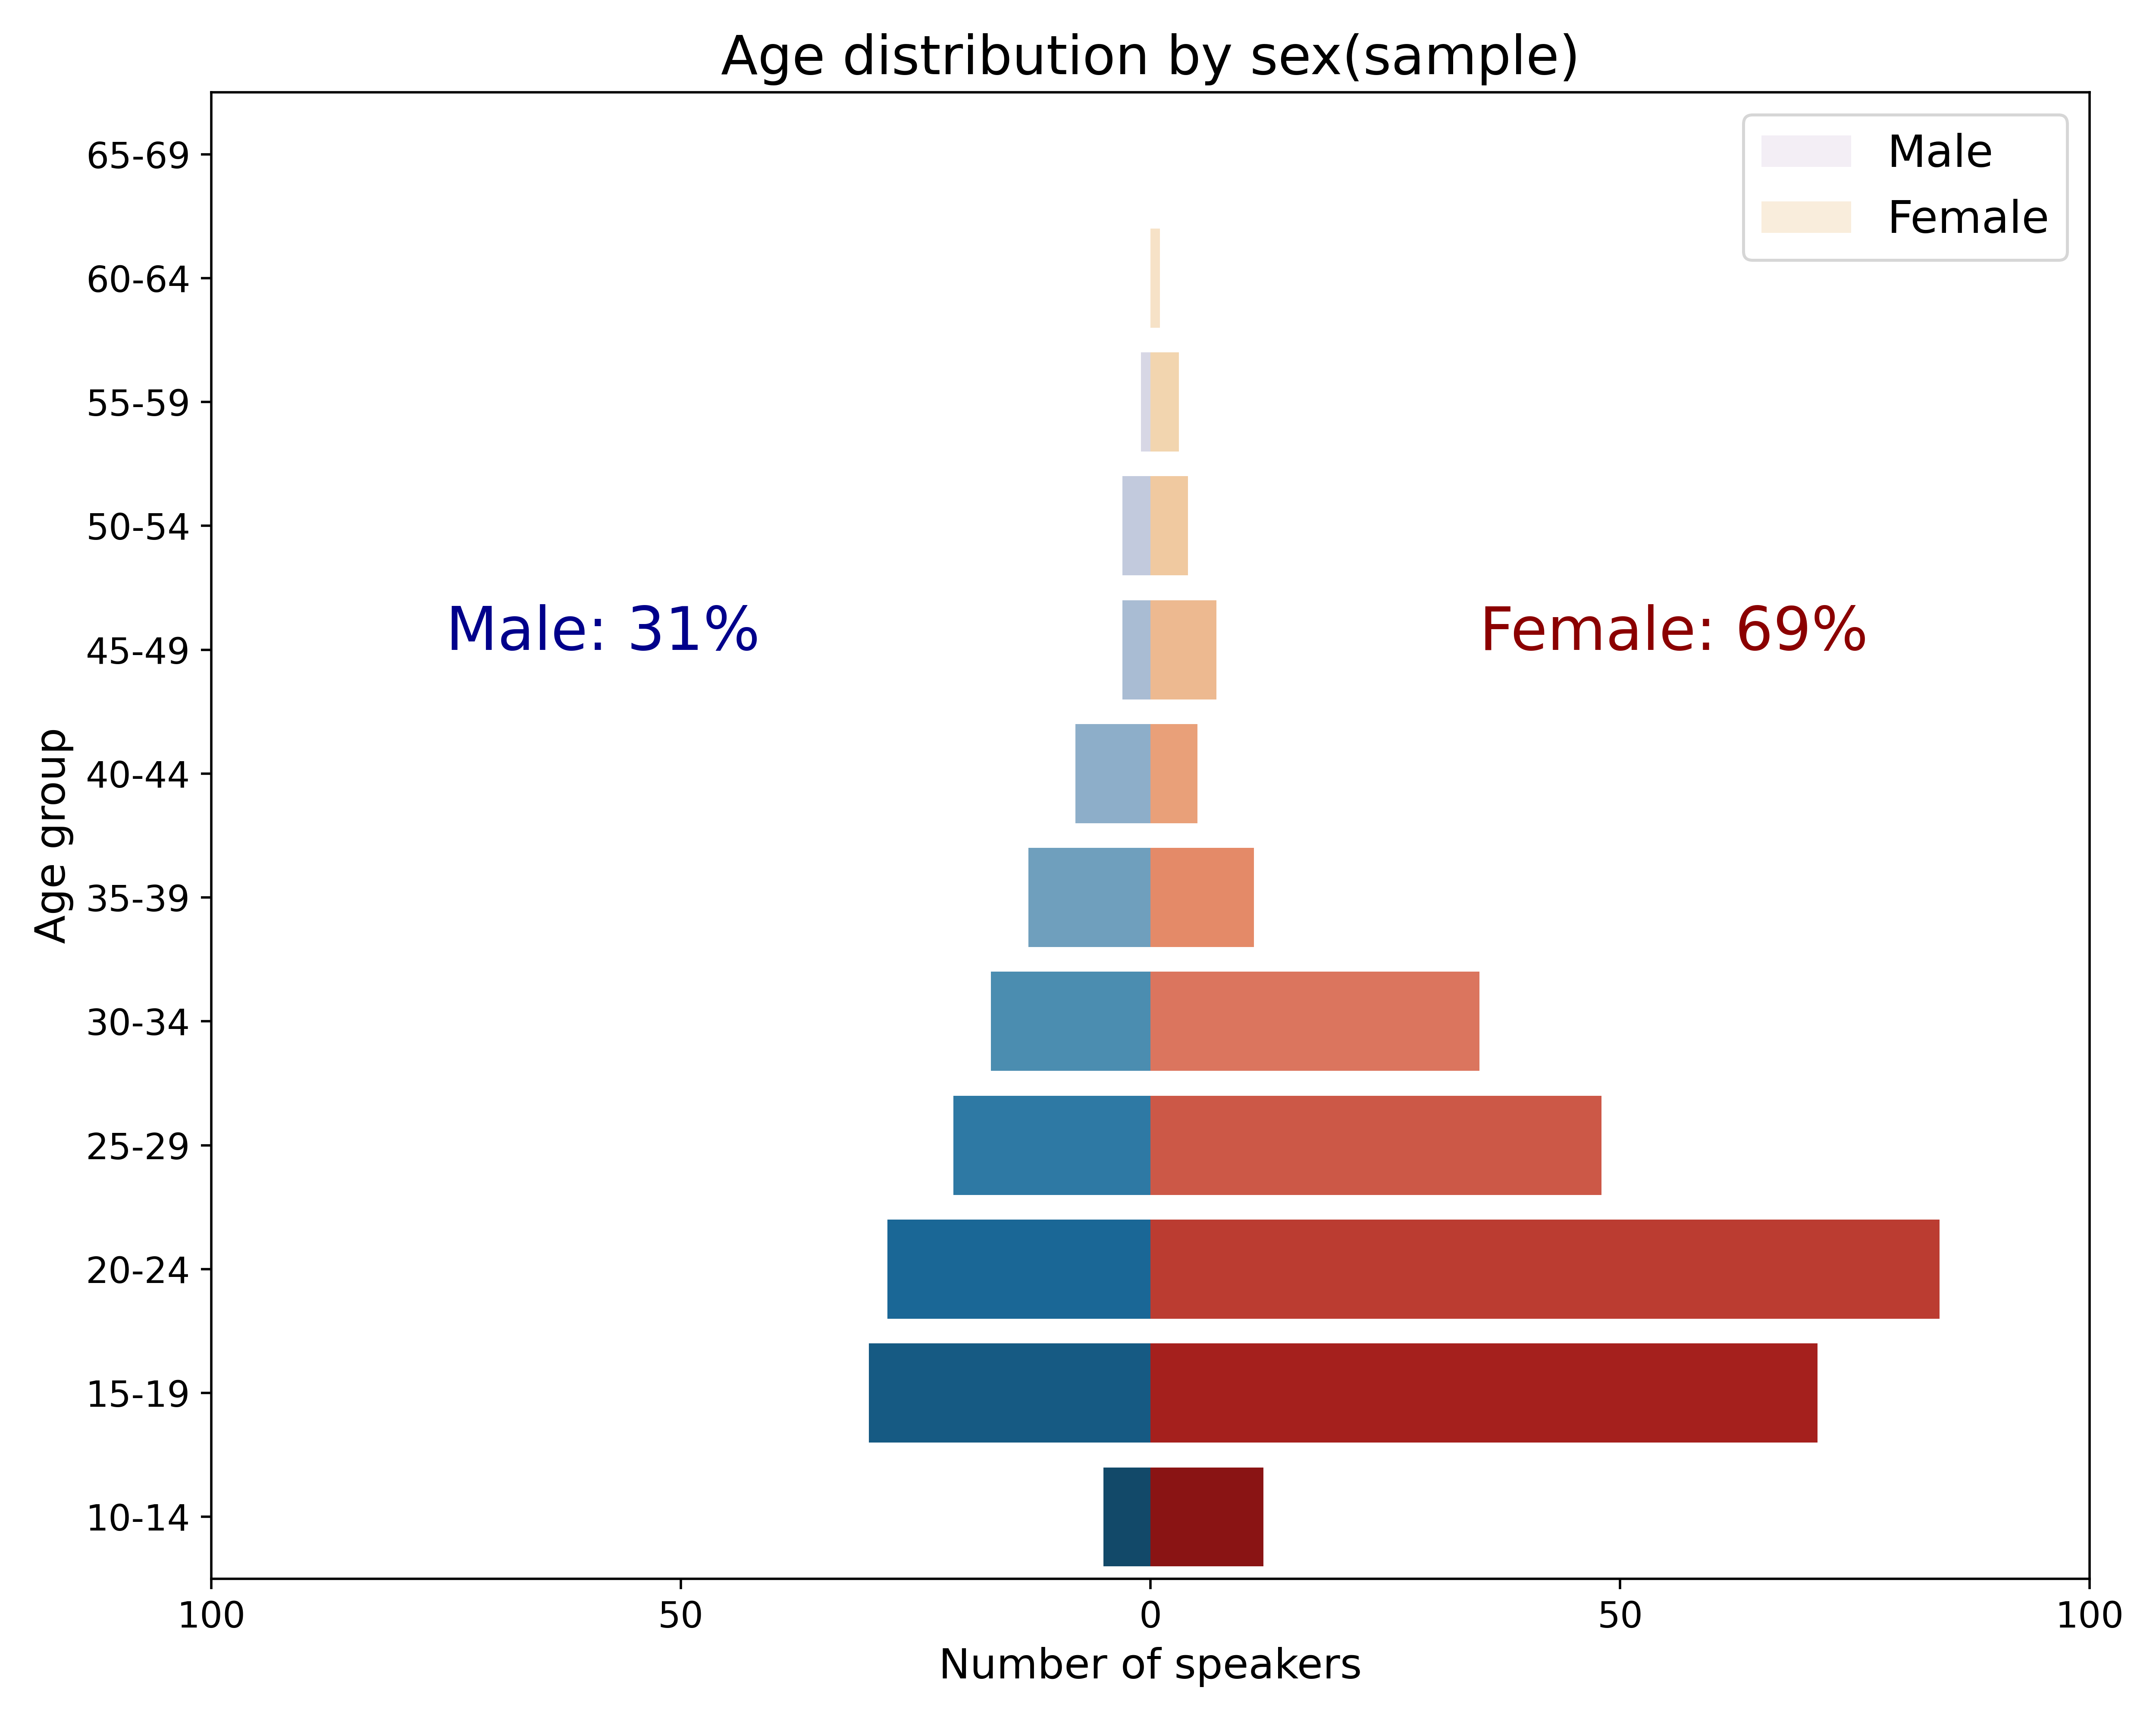 Age distribution by sex(sample)
Male
Female
65-69
60-64
55-59
50-54
45-49
40-44
35-39
30-34
25-29
20-24
15-19
10-14
Male: 31%
Female: 69%
Age group
100
50
0
50
100
Number of speakers